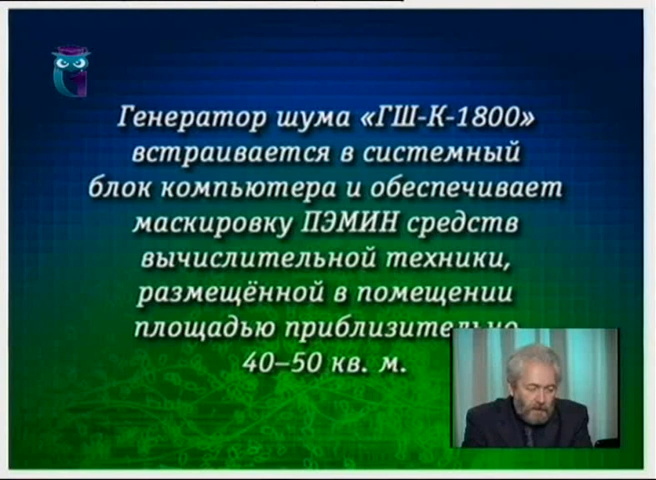 Генератор шума «ГШ-К-1800»
встраивается в системный
блок компьютера и обеспечивает
маскировку ПЭМИН средств
вычислительной техники,
размещённой в помещении
площадью приблизительно
40–50 кв. м.